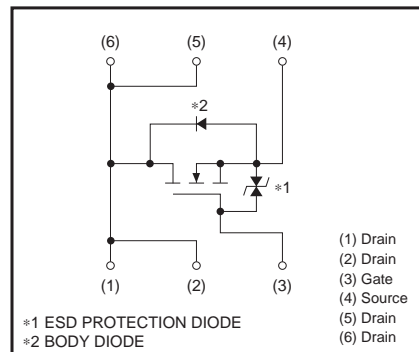 (6) (5) (4)
*2
*1
(1) (2) (3)
(1) Drain
(2) Drain
(3) Gate
(4) Source
(5) Drain
(6) Drain
*1 ESD PROTECTION DIODE
*2 BODY DIODE